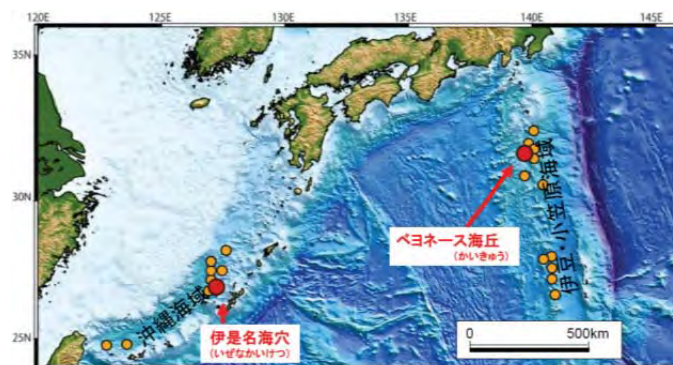 120E 125E 130E 135E 140E 145E
35N
30N
25N
伊豆・小笠原海域
ベヨネース海丘
(かいきゅう)
沖縄海域
伊是名海穴
(いぜなかいけつ)
0 500km